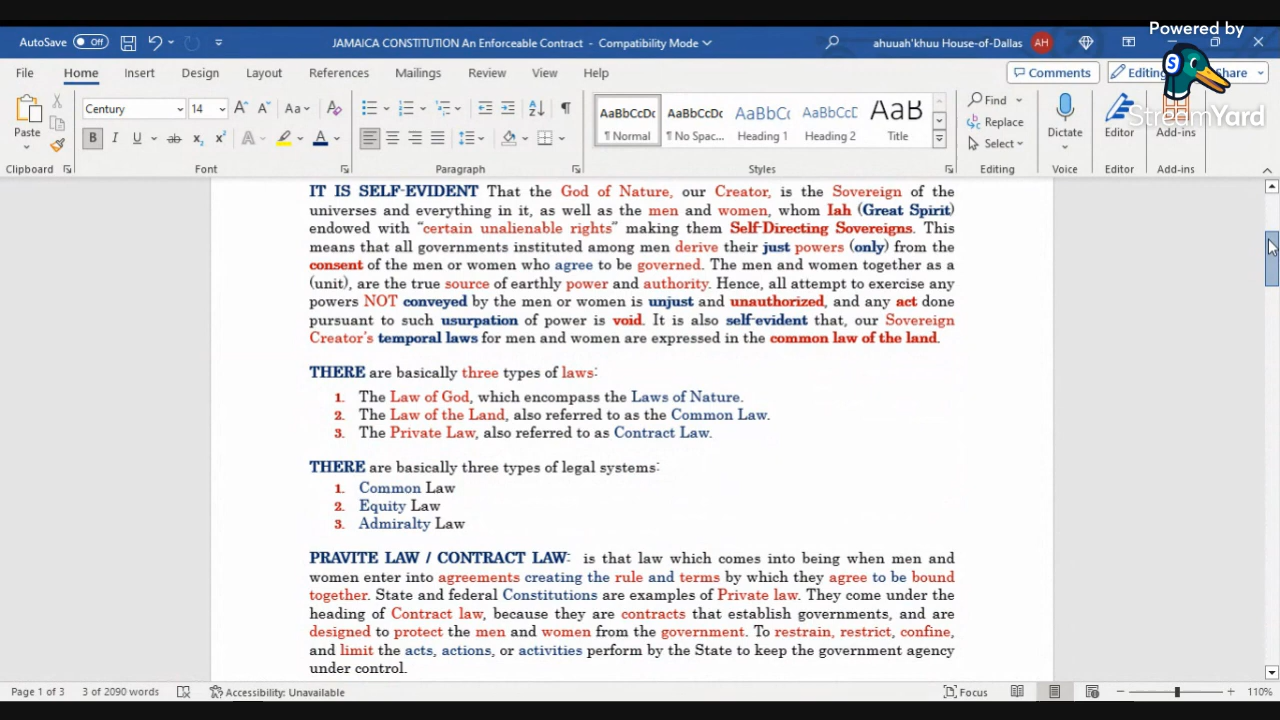 Powered by
StreamYard
AutoSave Off
JAMAICA CONSTITUTION An Enforceable Contract - Compatibility Mode
ahuuah'khuu House-of-Dallas AH
File Home Insert Design Layout References Mailings Review View Help
Comments Editing Share
Paste
Clipboard
Century 14
Aa
B I U ab x₂ x² A A
Font
Paragraph
AaBbCcDc AaBbCcDc AaBbCc AaBbCcD AaB
¶ Normal ¶ No Spac... Heading 1 Heading 2 Title
Styles
Find
Replace
Select
Editing
Dictate
Voice
Editor
Editor
Add-ins
Add-ins
IT IS SELF-EVIDENT That the God of Nature, our Creator, is the Sovereign of the
universes and everything in it, as well as the men and women, whom Iah (Great Spirit)
endowed with “certain unalienable rights” making them Self-Directing Sovereigns. This
means that all governments instituted among men derive their just powers (only) from the
consent of the men or women who agree to be governed. The men and women together as a
(unit), are the true source of earthly power and authority. Hence, all attempt to exercise any
powers NOT conveyed by the men or women is unjust and unauthorized, and any act done
pursuant to such usurpation of power is void. It is also self-evident that, our Sovereign
Creator’s temporal laws for men and women are expressed in the common law of the land.
THERE are basically three types of laws:
1. The Law of God, which encompass the Laws of Nature.
2. The Law of the Land, also referred to as the Common Law.
3. The Private Law, also referred to as Contract Law.
THERE are basically three types of legal systems:
1. Common Law
2. Equity Law
3. Admiralty Law
PRAVITE LAW / CONTRACT LAW: is that law which comes into being when men and
women enter into agreements creating the rule and terms by which they agree to be bound
together. State and federal Constitutions are examples of Private law. They come under the
heading of Contract law, because they are contracts that establish governments, and are
designed to protect the men and women from the government. To restrain, restrict, confine,
and limit the acts, actions, or activities perform by the State to keep the government agency
under control.
Page 1 of 3 3 of 2090 words Accessibility: Unavailable Focus 110%